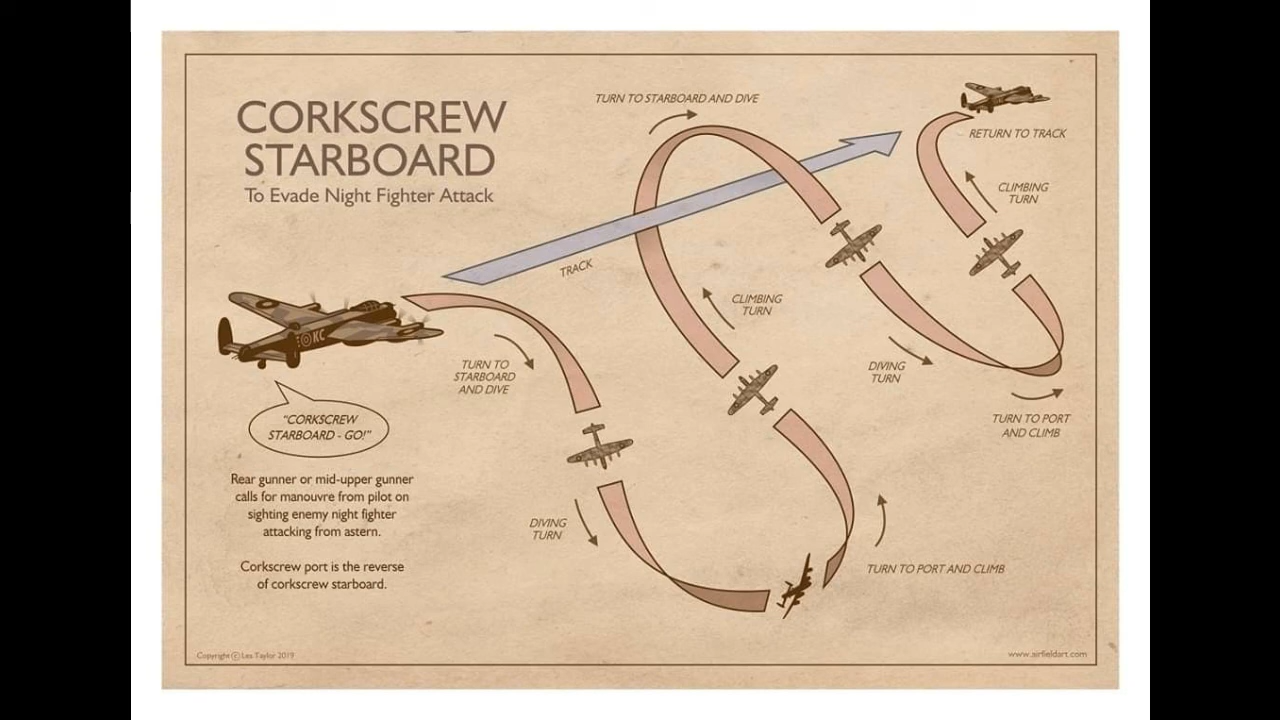 CORKSCREW
STARBOARD
To Evade Night Fighter Attack
TURN TO STARBOARD AND DIVE
RETURN TO TRACK
CLIMBING
TURN
TRACK
CLIMBING
TURN
TURN TO
STARBOARD
AND DIVE
DIVING
TURN
TURN TO PORT
AND CLIMB
KC
"CORKSCREW
STARBOARD - GO!"
Rear gunner or mid-upper gunner
calls for manouvre from pilot on
sighting enemy night fighter
attacking from astern.
Corkscrew port is the reverse
of corkscrew starboard.
DIVING
TURN
TURN TO PORT AND CLIMB
Copyright © Les Taylor 2019
www.airfieldart.com